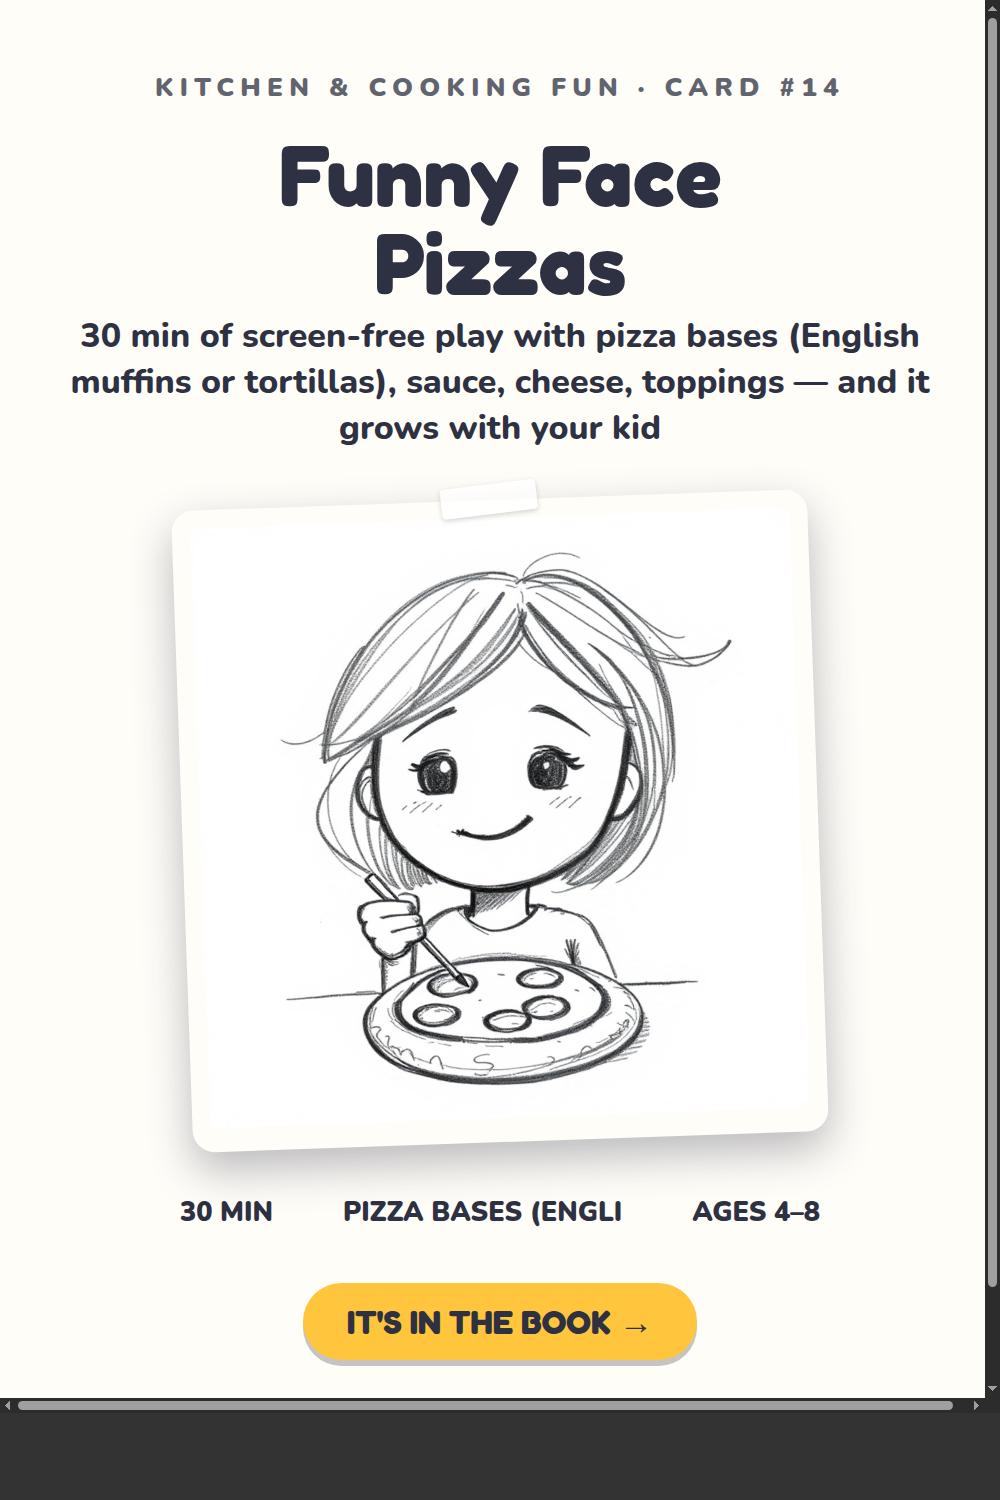 KITCHEN & COOKING FUN · CARD #14
Funny Face
Pizzas
30 min of screen-free play with pizza bases (English
muffins or tortillas), sauce, cheese, toppings — and it
grows with your kid
30 MIN PIZZA BASES (ENGLI AGES 4–8
IT'S IN THE BOOK →